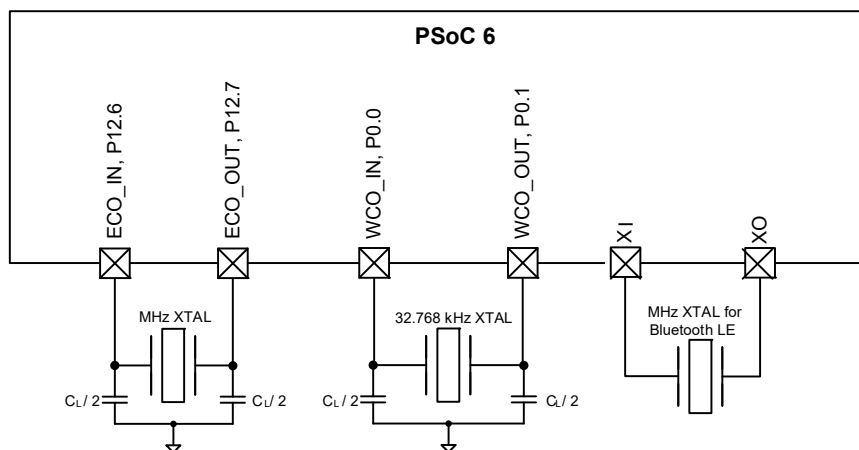 PSoC 6
ECO_IN, P12.6
ECO_OUT, P12.7
WCO_IN, P0.0
WCO_OUT, P0.1
XI
XO
MHz XTAL
32.768 kHz XTAL
MHz XTAL for
Bluetooth LE
CL/ 2
CL/ 2
CL/ 2
CL/ 2